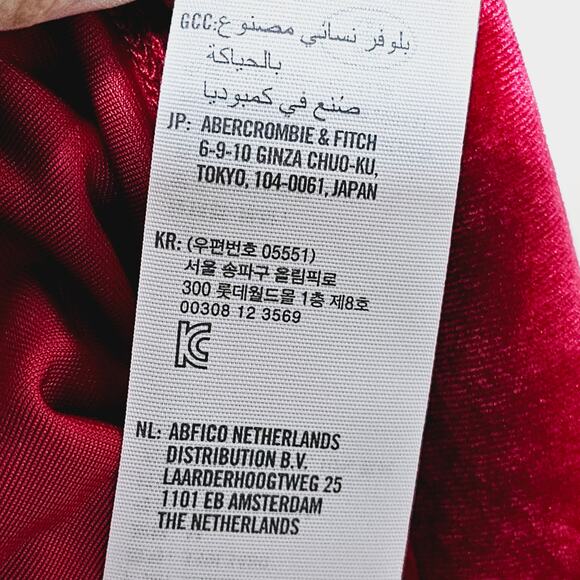 GCC: بلوفر نسائي مصنوع
بالحياكة
صُنع في كمبوديا
JP: ABERCROMBIE & FITCH
6-9-10 GINZA CHUO-KU,
TOKYO, 104-0061, JAPAN
KR: (우편번호 05551)
서울 송파구 올림픽로
300 롯데월드몰 1층 제8호
00308 12 3569
KC
NL: ABFICO NETHERLANDS
DISTRIBUTION B.V.
LAARDERHOOGTWEG 25
1101 EB AMSTERDAM
THE NETHERLANDS